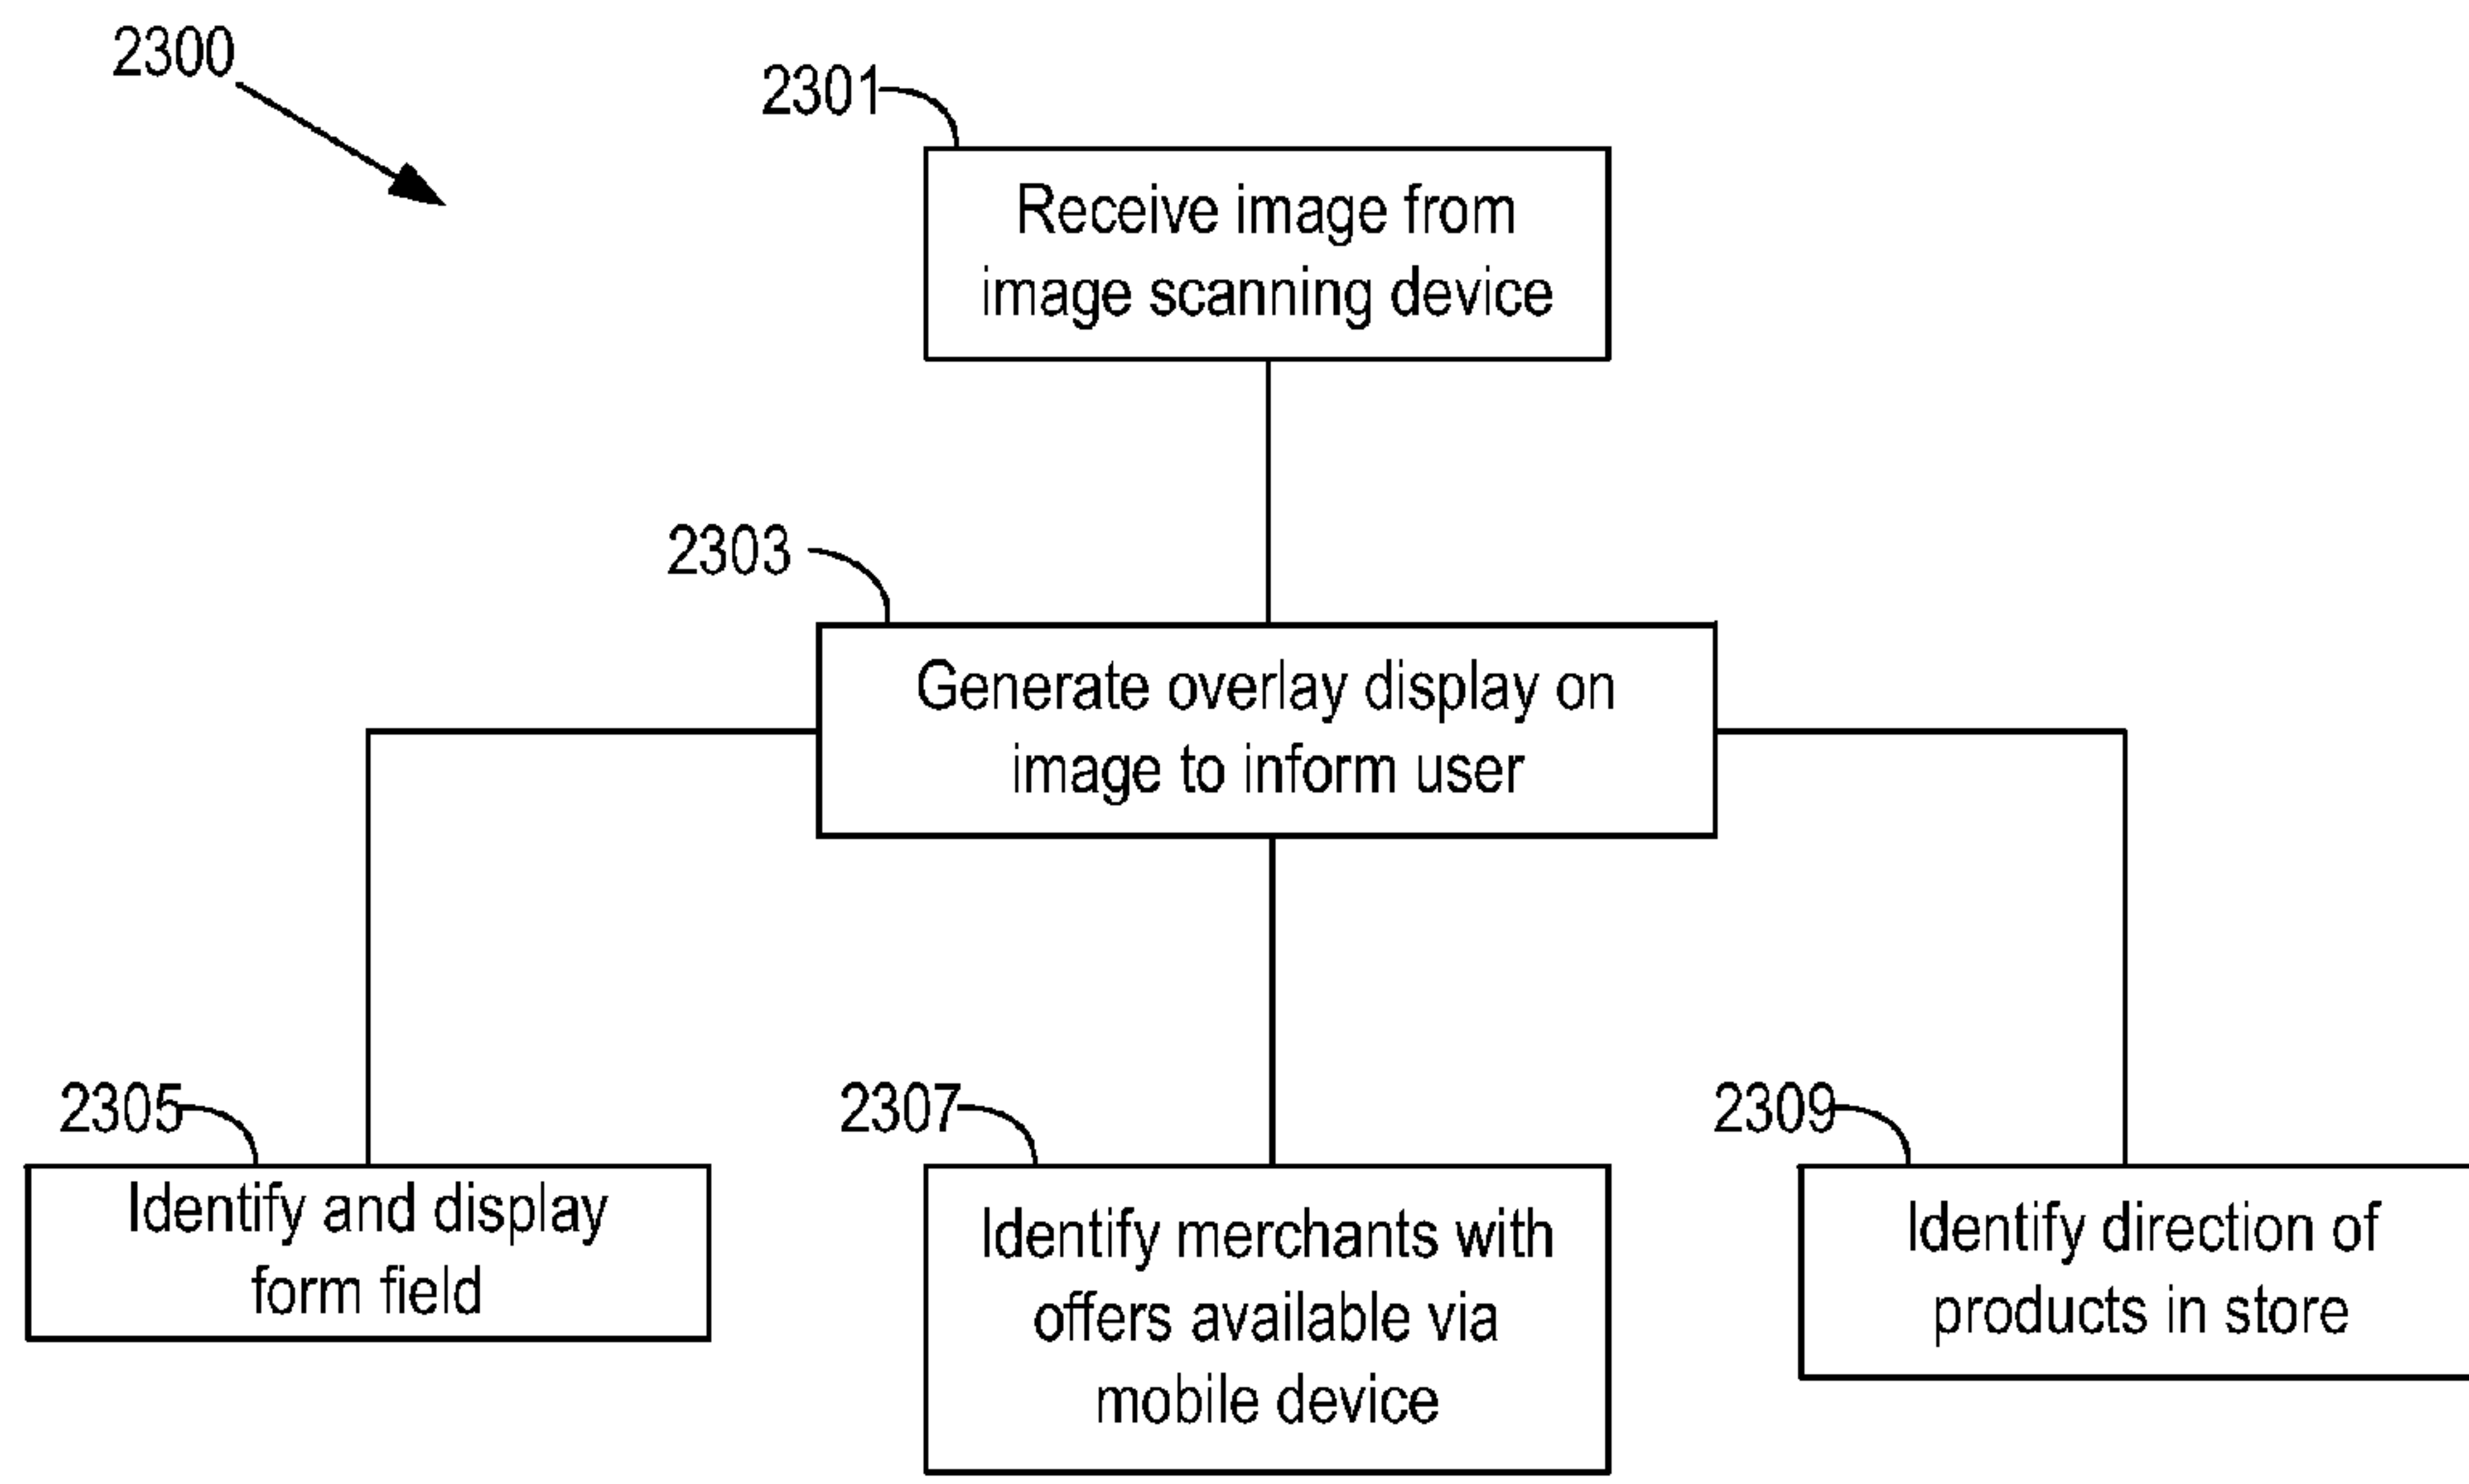 2300
2301
Receive image from
image scanning device
2303
Generate overlay display on
image to inform user
2305
Identify and display
form field
2307
Identify merchants with
offers available via
mobile device
2309
Identify direction of
products in store